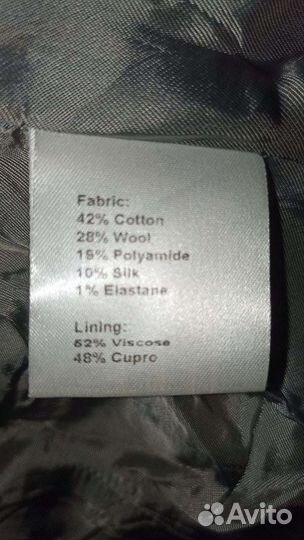 Fabric:
42% Cotton
28% Wool
19% Polyamide
10% Silk
1% Elastane
Lining:
52% Viscose
48% Cupro
Avito